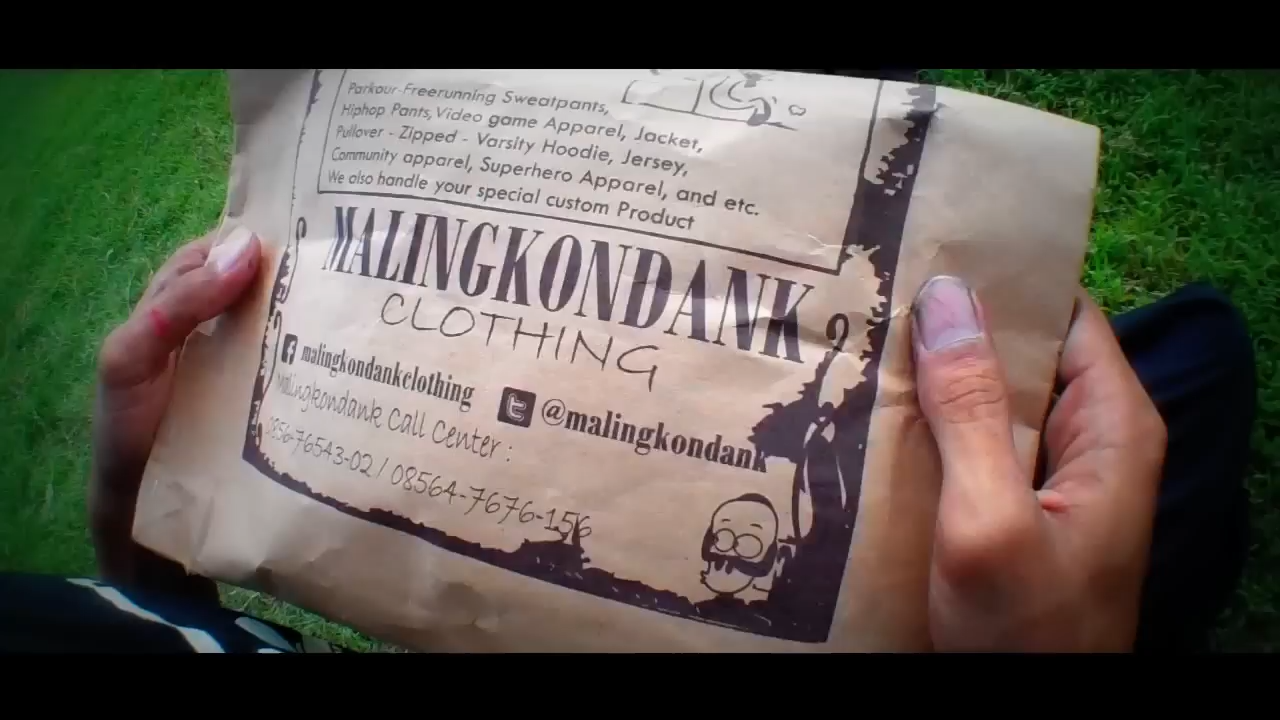 Parkour-Freerunning Sweatpants,
Hiphop Pants, Video game Apparel, Jacket,
Pullover - Zipped - Varsity Hoodie, Jersey,
Community apparel, Superhero Apparel, and etc.
We also handle your special custom Product
MALINGKONDANK
CLOTHING
malingkondankclothing
@malingkondank
Malingkondank Call Center :
0856-76543-02 / 08564-7676-156